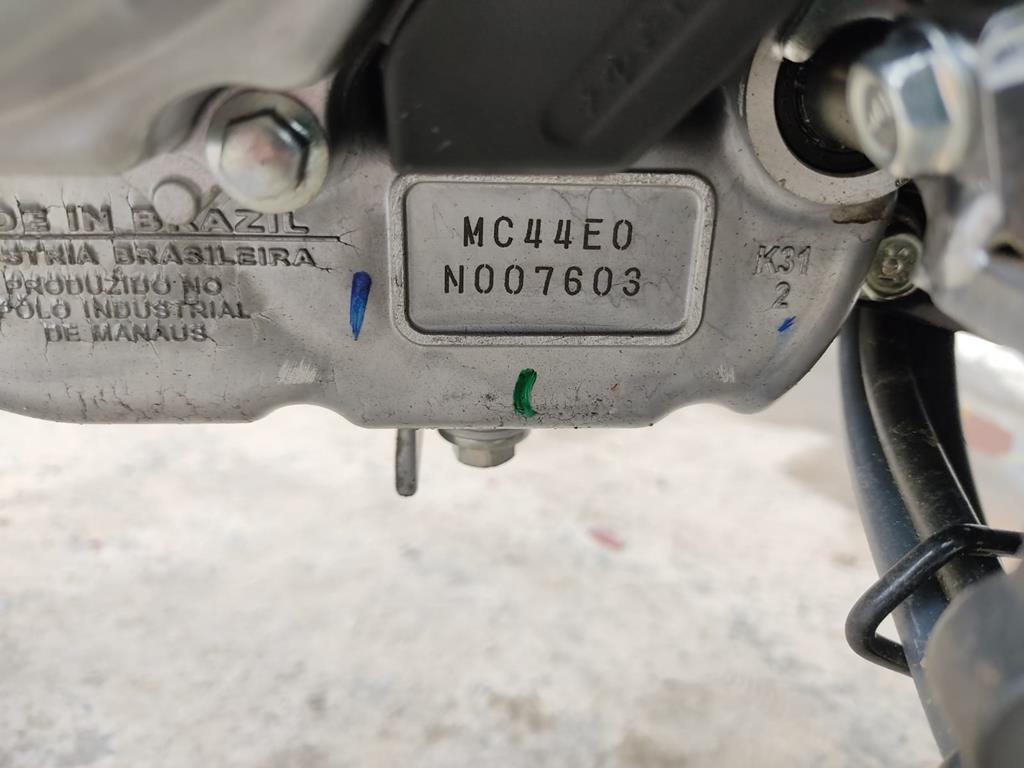 DE IN BRAZIL
STRIA BRASILEIRA
PRODUZIDO NO
POLO INDUSTRIAL
DE MANAUS
MC44E0
N007603
K31
2